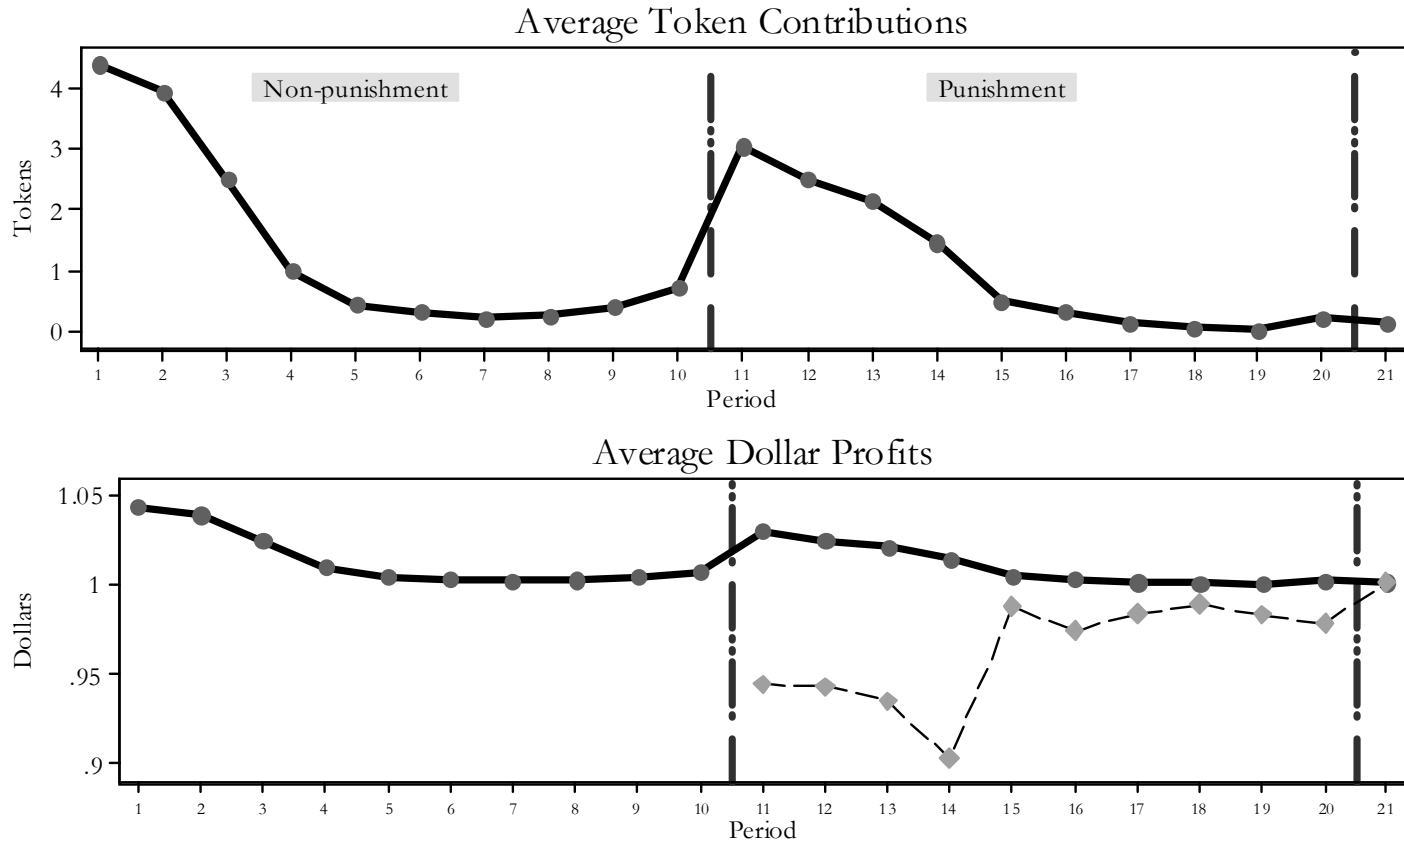 Average Token Contributions
Non-punishment
Punishment
4
3
2
1
0
Tokens
1 2 3 4 5 6 7 8 9 10 11 12 13 14 15 16 17 18 19 20 21
Period
Average Dollar Profits
1.05
1
.95
.9
Dollars
1 2 3 4 5 6 7 8 9 10 11 12 13 14 15 16 17 18 19 20 21
Period